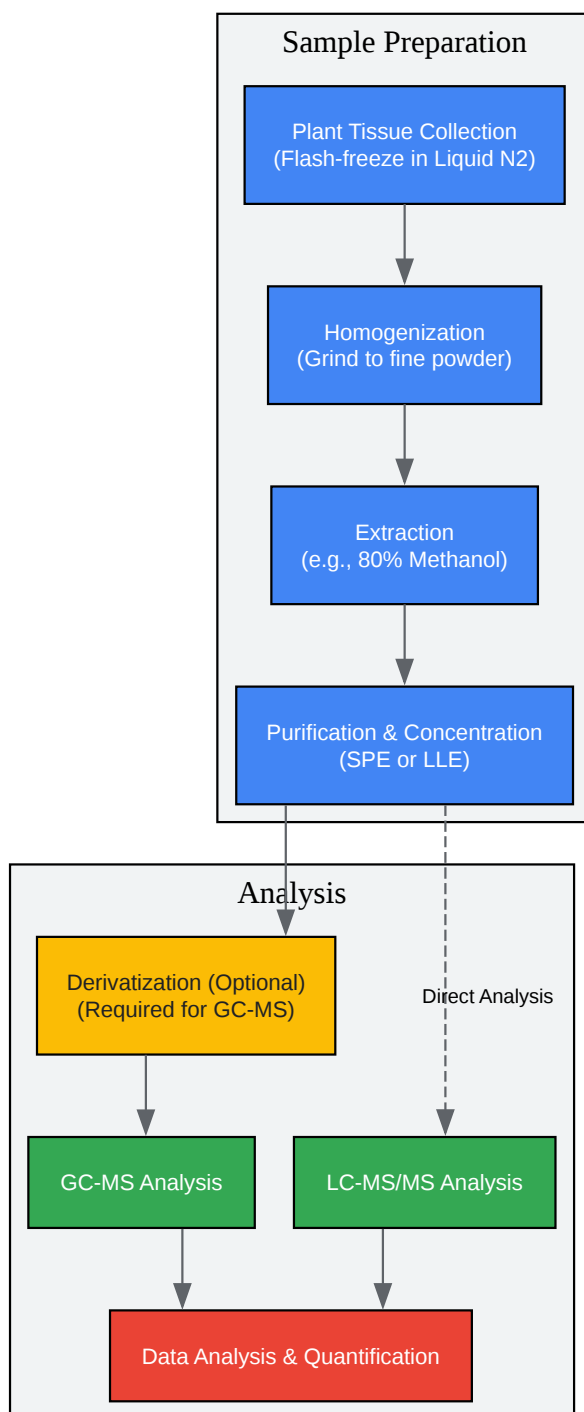 Sample Preparation
Plant Tissue Collection
(Flash-freeze in Liquid N2)
Homogenization
(Grind to fine powder)
Extraction
(e.g., 80% Methanol)
Purification & Concentration
(SPE or LLE)
Analysis
Derivatization (Optional)
(Required for GC-MS)
Direct Analysis
GC-MS Analysis
LC-MS/MS Analysis
Data Analysis & Quantification